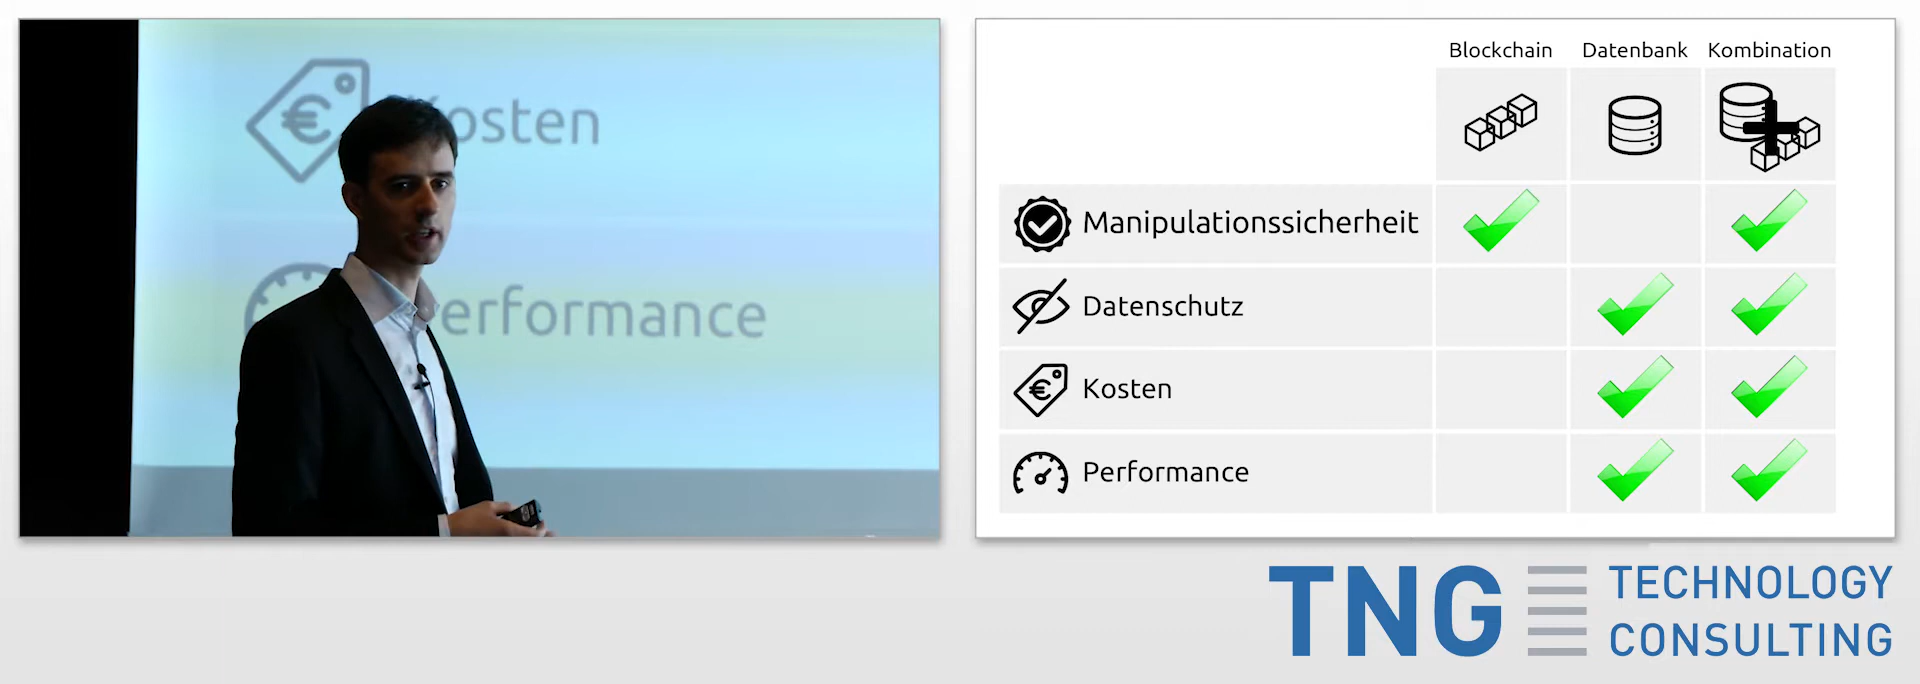 Kosten
Performance
Blockchain Datenbank Kombination
Manipulationssicherheit
Datenschutz
Kosten
Performance
TNG TECHNOLOGY
CONSULTING